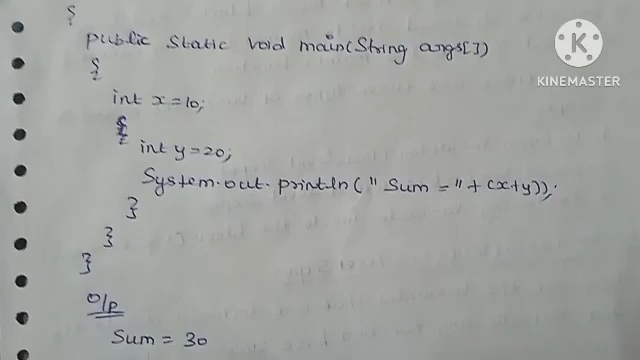 {
public static void main(String args[])
{
int x=10;
{
int y=20;
System.out.println("Sum ="+(x+y));
}
}
}
O/p
Sum = 30
KINEMASTER